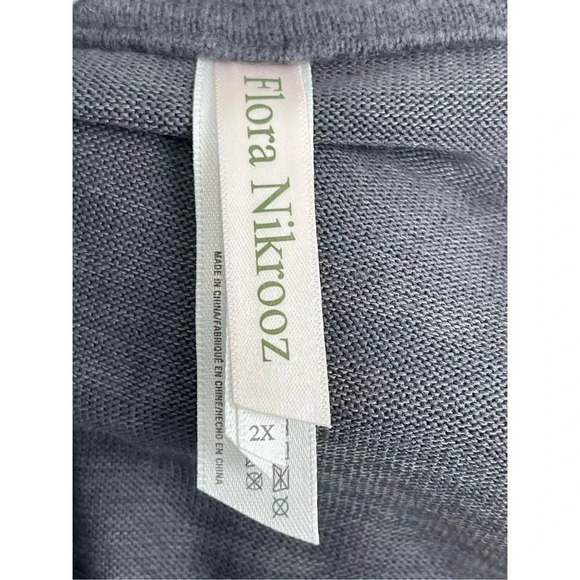 Flora Nikrooz
2X
MADE IN CHINA/FABRIQUÉ EN CHINE/HECHO EN CHINA